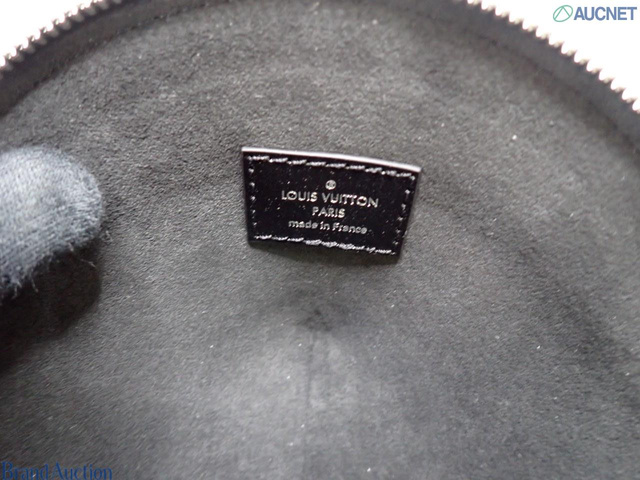 AUCNET
LOUIS VUITTON
PARIS
made in France
Brand Auction